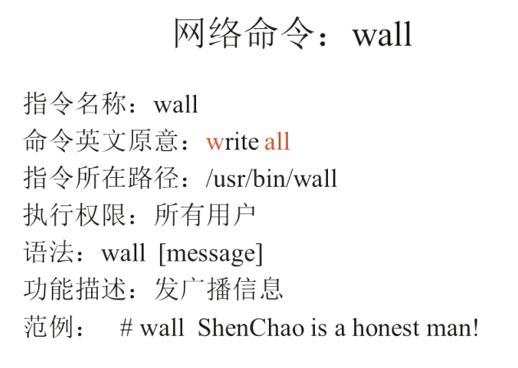 网络命令：wall
指令名称：wall
命令英文原意：write all
指令所在路径：/usr/bin/wall
执行权限：所有用户
语法：wall [message]
功能描述：发广播信息
范例： # wall ShenChao is a honest man!